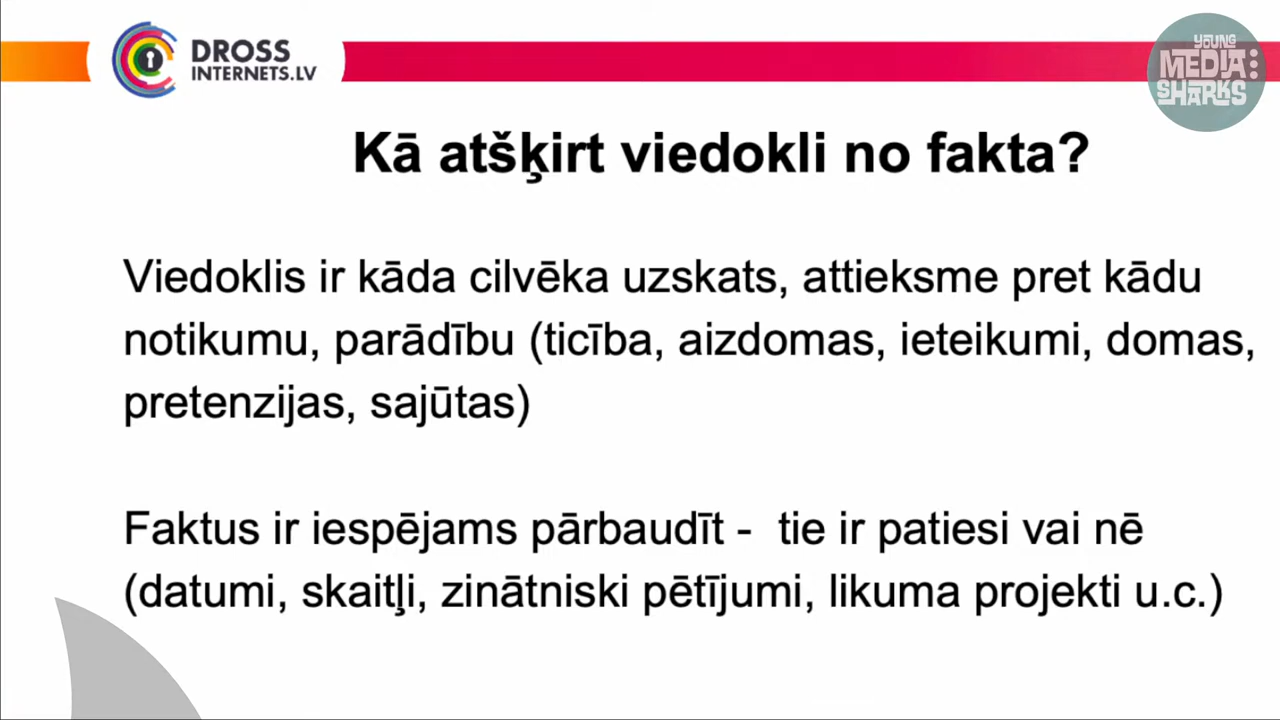 DROSS
INTERNETS.LV
YOUNG
MEDIA:
SHARKS
Kā atšķirt viedokli no fakta?
Viedoklis ir kāda cilvēka uzskats, attieksme pret kādu
notikumu, parādību (ticība, aizdomas, ieteikumi, domas,
pretenzijas, sajūtas)
Faktus ir iespējams pārbaudīt - tie ir patiesi vai nē
(datumi, skaitļi, zinātniski pētījumi, likuma projekti u.c.)